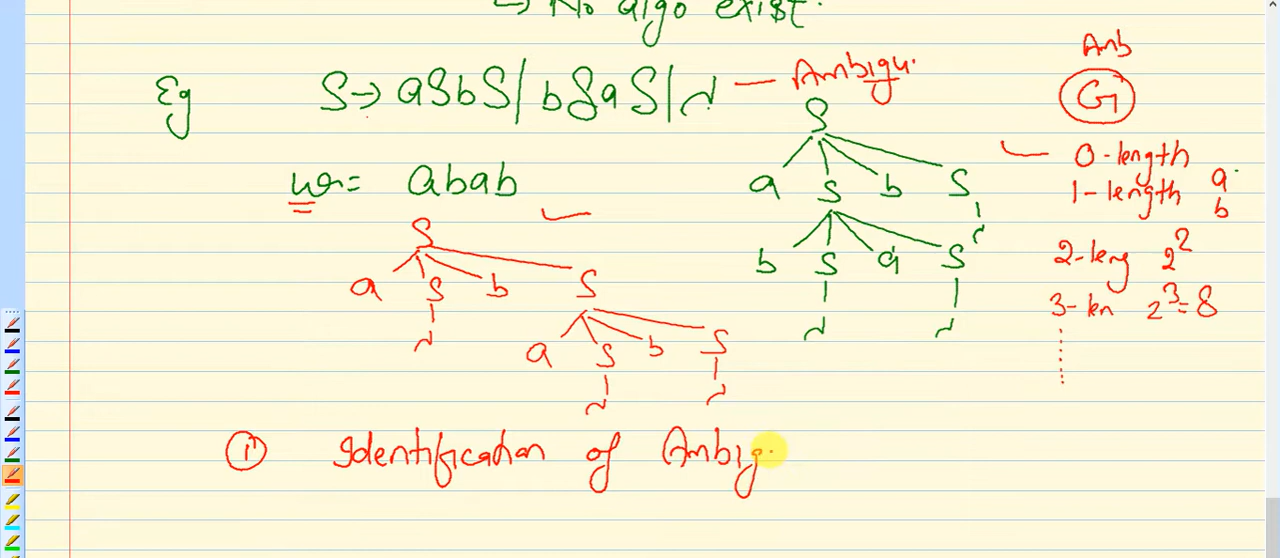 → No algo exist.
Eg S → aSbS | bSaS | λ — Ambigu.
w = abab
S
a S b S
λ
a S b S
λ λ
S
a S b S
λ
b S a S
λ λ
Amb
G
0-length
1-length a
b
2-leng 2²
3-len 2³=8
① Identification of Ambig.